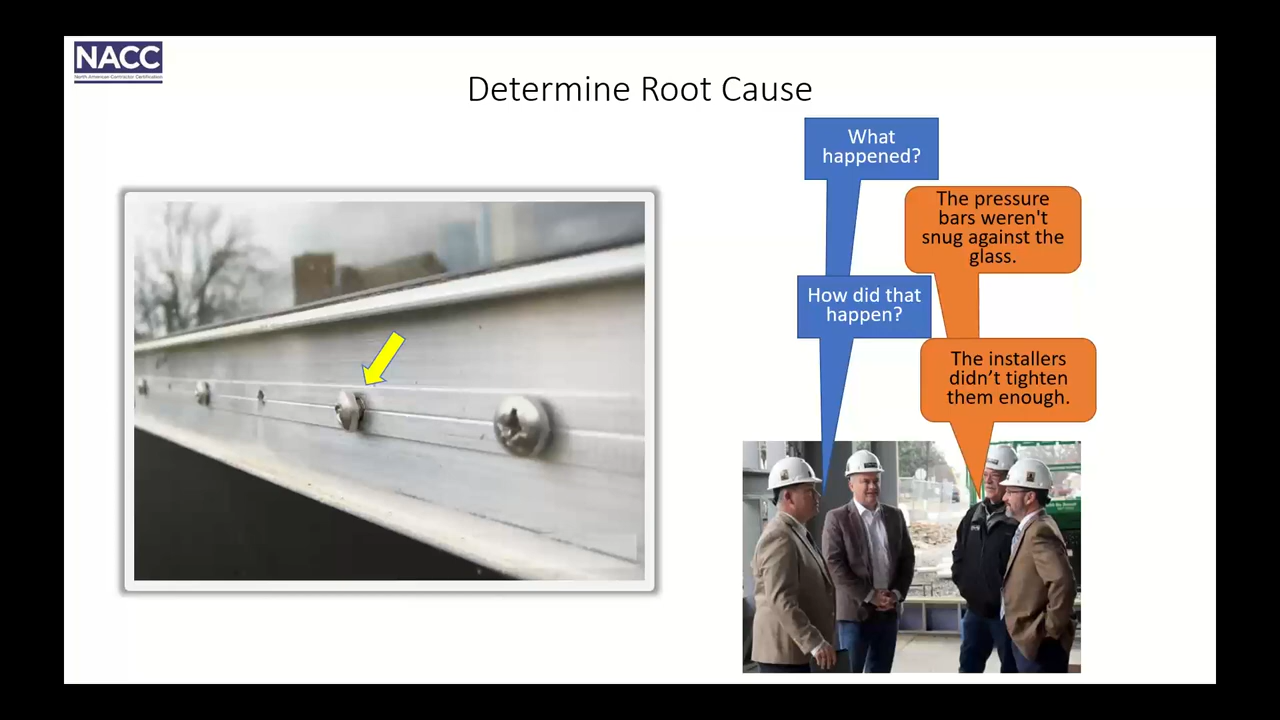 NACC
North American Contractor Certification
Determine Root Cause
What
happened?
The pressure
bars weren't
snug against the
glass.
How did that
happen?
The installers
didn’t tighten
them enough.